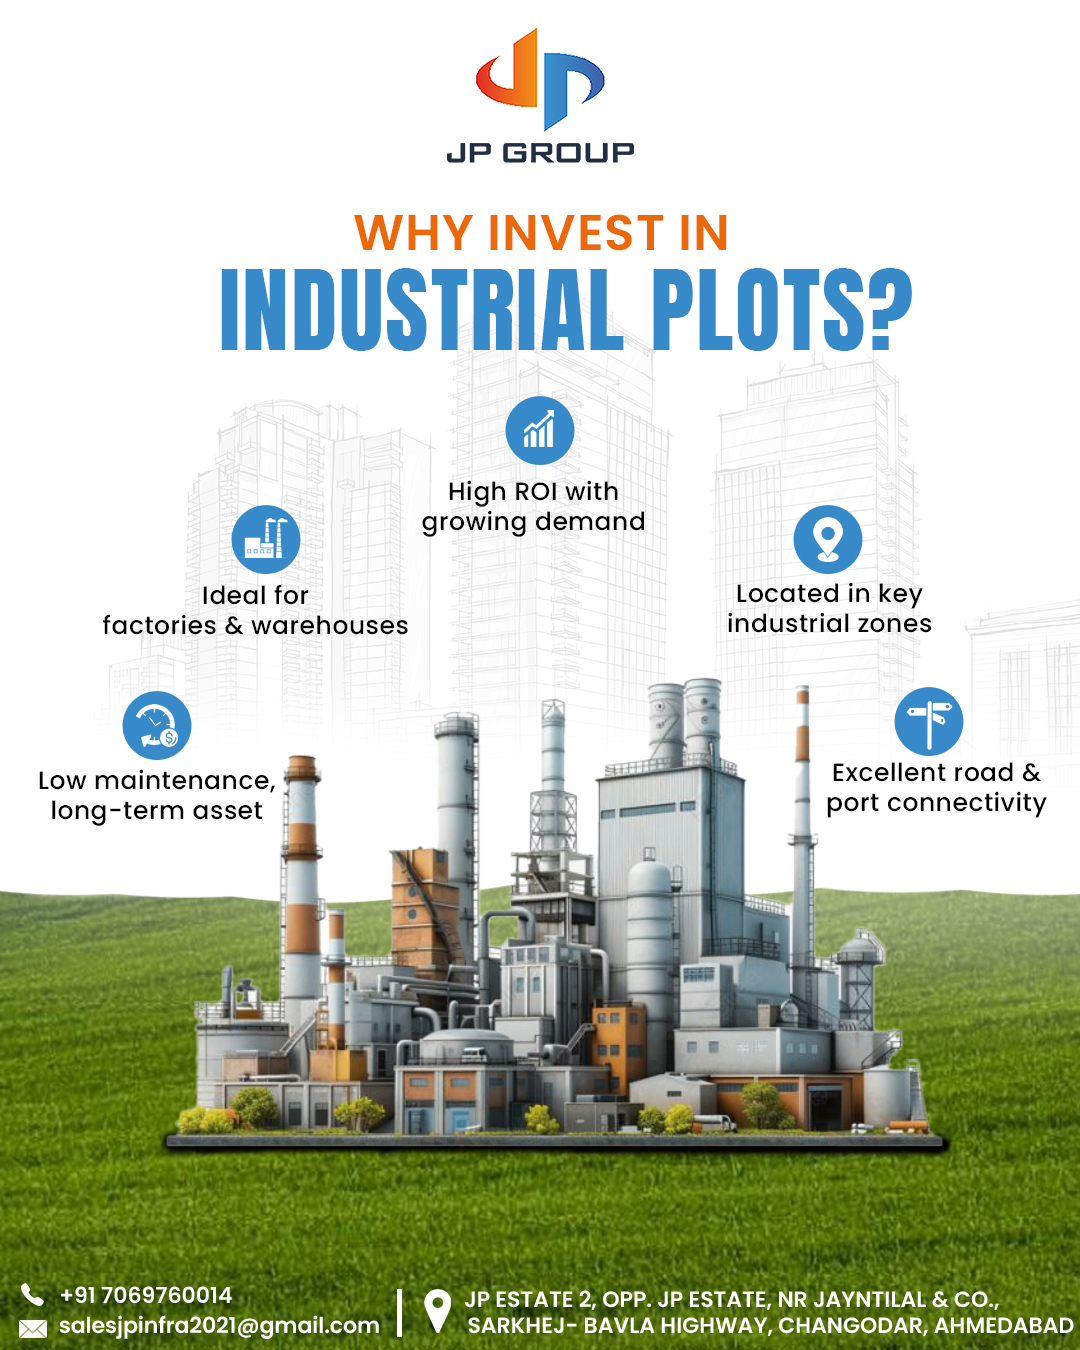 JP GROUP
WHY INVEST IN
INDUSTRIAL PLOTS?
High ROI with
growing demand
Ideal for
factories & warehouses
Located in key
industrial zones
Low maintenance,
long-term asset
Excellent road &
port connectivity
+91 7069760014
salesjpinfra2021@gmail.com
JP ESTATE 2, OPP. JP ESTATE, NR JAYNTILAL & CO.,
SARKHEJ- BAVLA HIGHWAY, CHANGODAR, AHMEDABAD